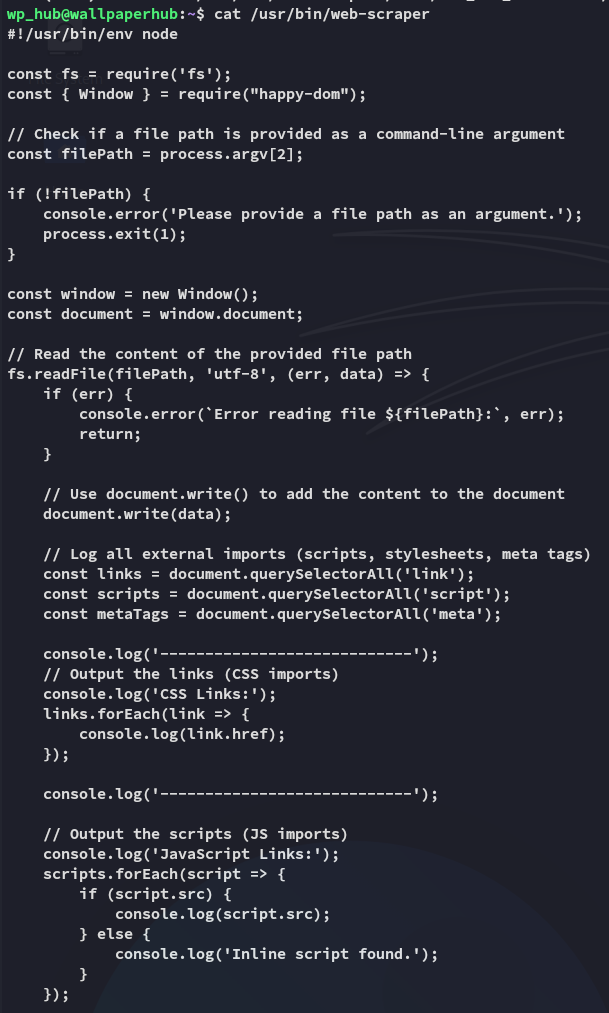 wp_hub@wallpaperhub:~$ cat /usr/bin/web-scraper
#!/usr/bin/env node

const fs = require('fs');
const { Window } = require("happy-dom");

// Check if a file path is provided as a command-line argument
const filePath = process.argv[2];

if (!filePath) {
    console.error('Please provide a file path as an argument.');
    process.exit(1);
}

const window = new Window();
const document = window.document;

// Read the content of the provided file path
fs.readFile(filePath, 'utf-8', (err, data) => {
    if (err) {
        console.error(`Error reading file ${filePath}:`, err);
        return;
    }

    // Use document.write() to add the content to the document
    document.write(data);

    // Log all external imports (scripts, stylesheets, meta tags)
    const links = document.querySelectorAll('link');
    const scripts = document.querySelectorAll('script');
    const metaTags = document.querySelectorAll('meta');

    console.log('----------------------------');
    // Output the links (CSS imports)
    console.log('CSS Links:');
    links.forEach(link => {
        console.log(link.href);
    });

    console.log('----------------------------');

    // Output the scripts (JS imports)
    console.log('JavaScript Links:');
    scripts.forEach(script => {
        if (script.src) {
            console.log(script.src);
        } else {
            console.log('Inline script found.');
        }
    });